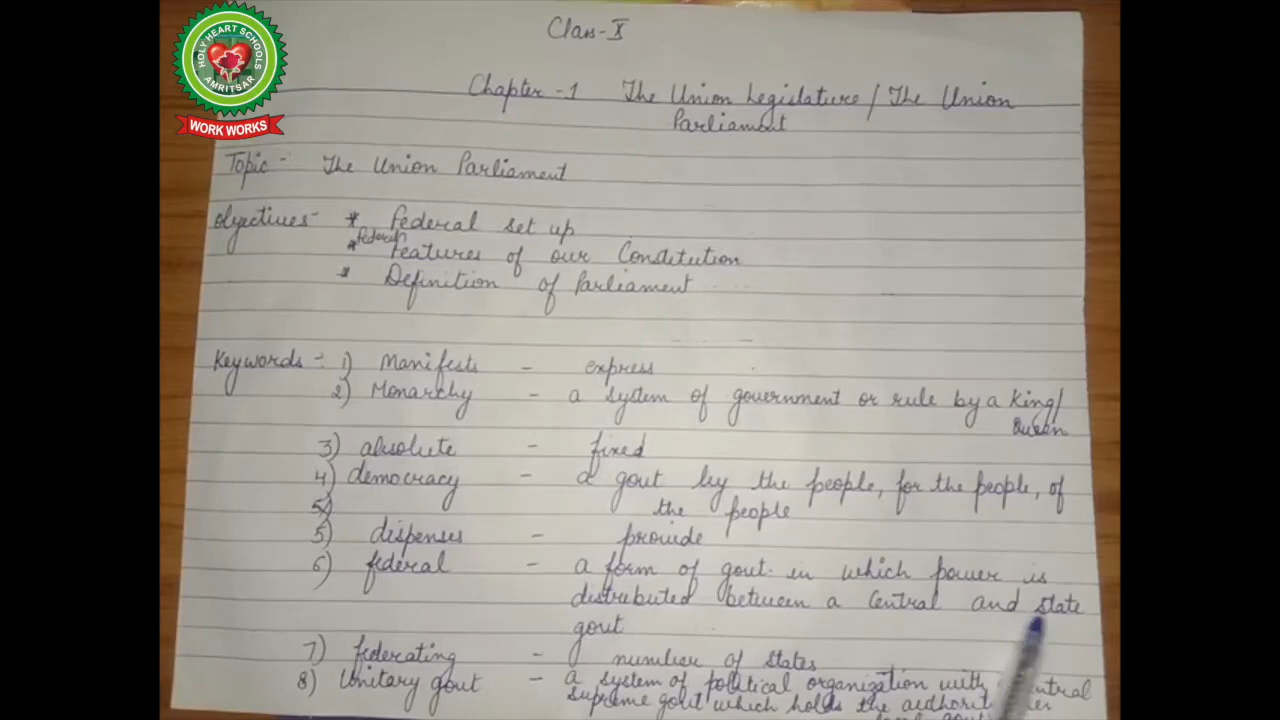 HOLY HEART SCHOOLS
AMRITSAR
WORK WORKS
Class-X
Chapter-1 The Union Legislature/The Union
Parliament
Topic:- The Union Parliament
Objectives:- * Federal set up
* Federal Features of our Constitution
* Definition of Parliament
Keywords:- 1) Manifests - express
2) Monarchy - a system of government or rule by a King/
Queen
3) absolute - fixed
4) democracy - a govt by the people, for the people, of
the people
5) dispenses - provide
6) federal - a form of govt. in which power is
distributed between a Central and State
govt
7) federating - number of states
8) Unitary govt - a system of political organization with
supreme govt which holds the